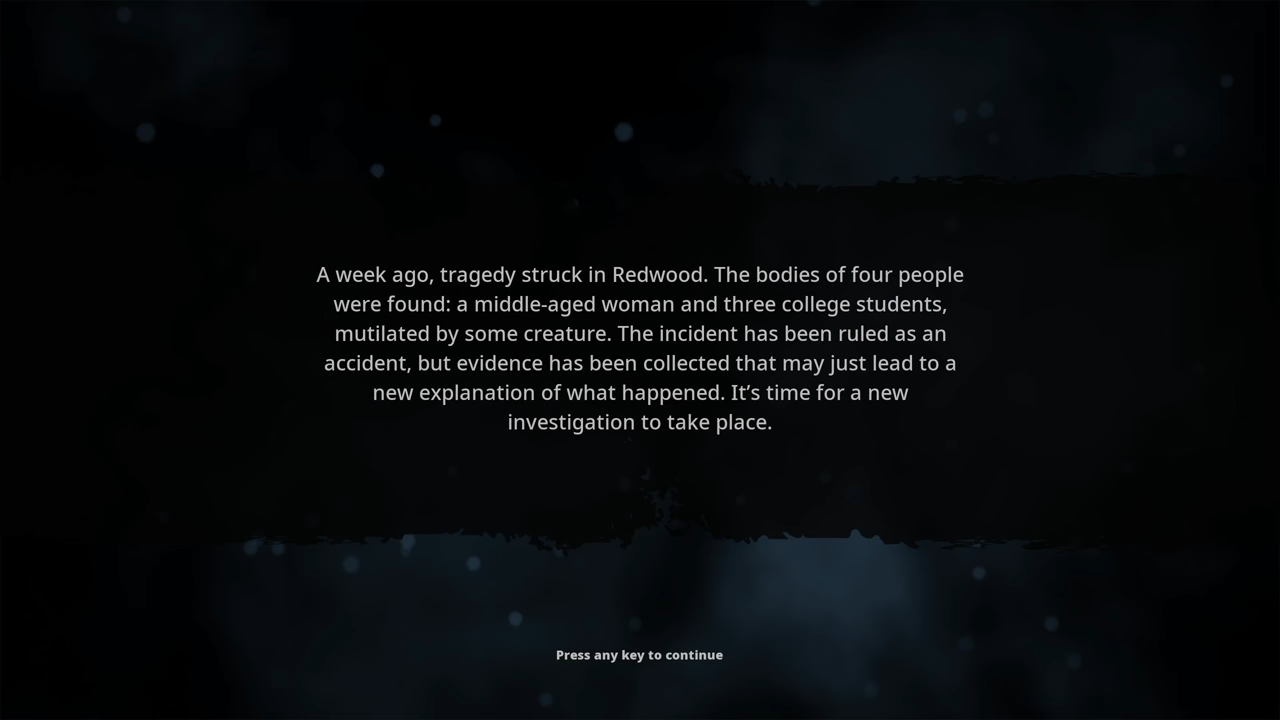 A week ago, tragedy struck in Redwood. The bodies of four people
were found: a middle-aged woman and three college students,
mutilated by some creature. The incident has been ruled as an
accident, but evidence has been collected that may just lead to a
new explanation of what happened. It’s time for a new
investigation to take place.
Press any key to continue